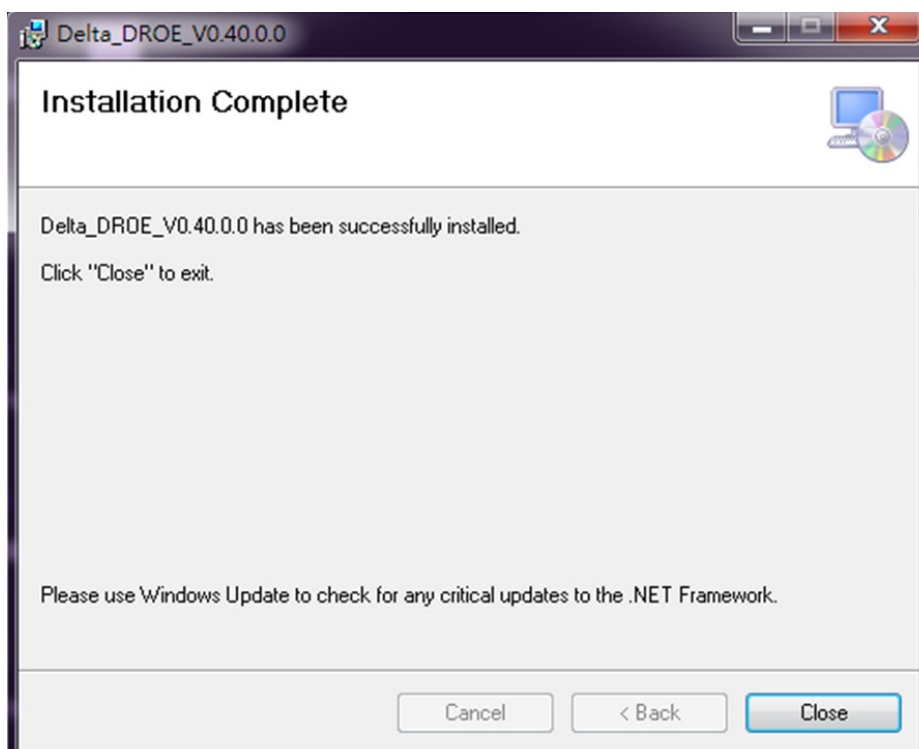 Delta_DROE_V0.40.0.0
Installation Complete
Delta_DROE_V0.40.0.0 has been successfully installed.
Click "Close" to exit.
Please use Windows Update to check for any critical updates to the .NET Framework.
Cancel
< Back
Close